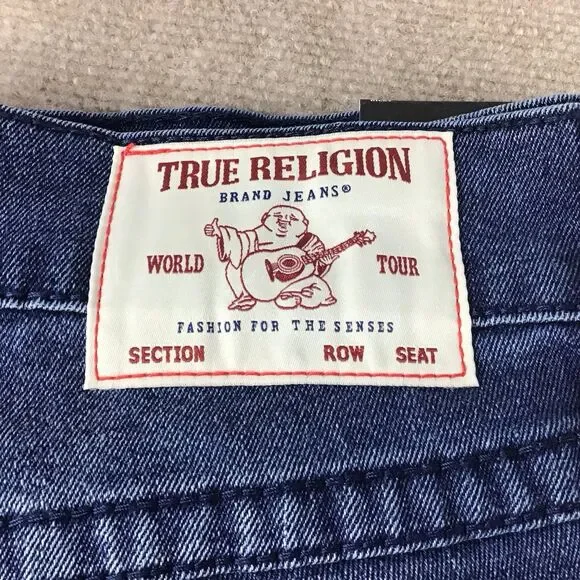 TRUE RELIGION
BRAND JEANS®
WORLD TOUR
FASHION FOR THE SENSES
SECTION ROW SEAT